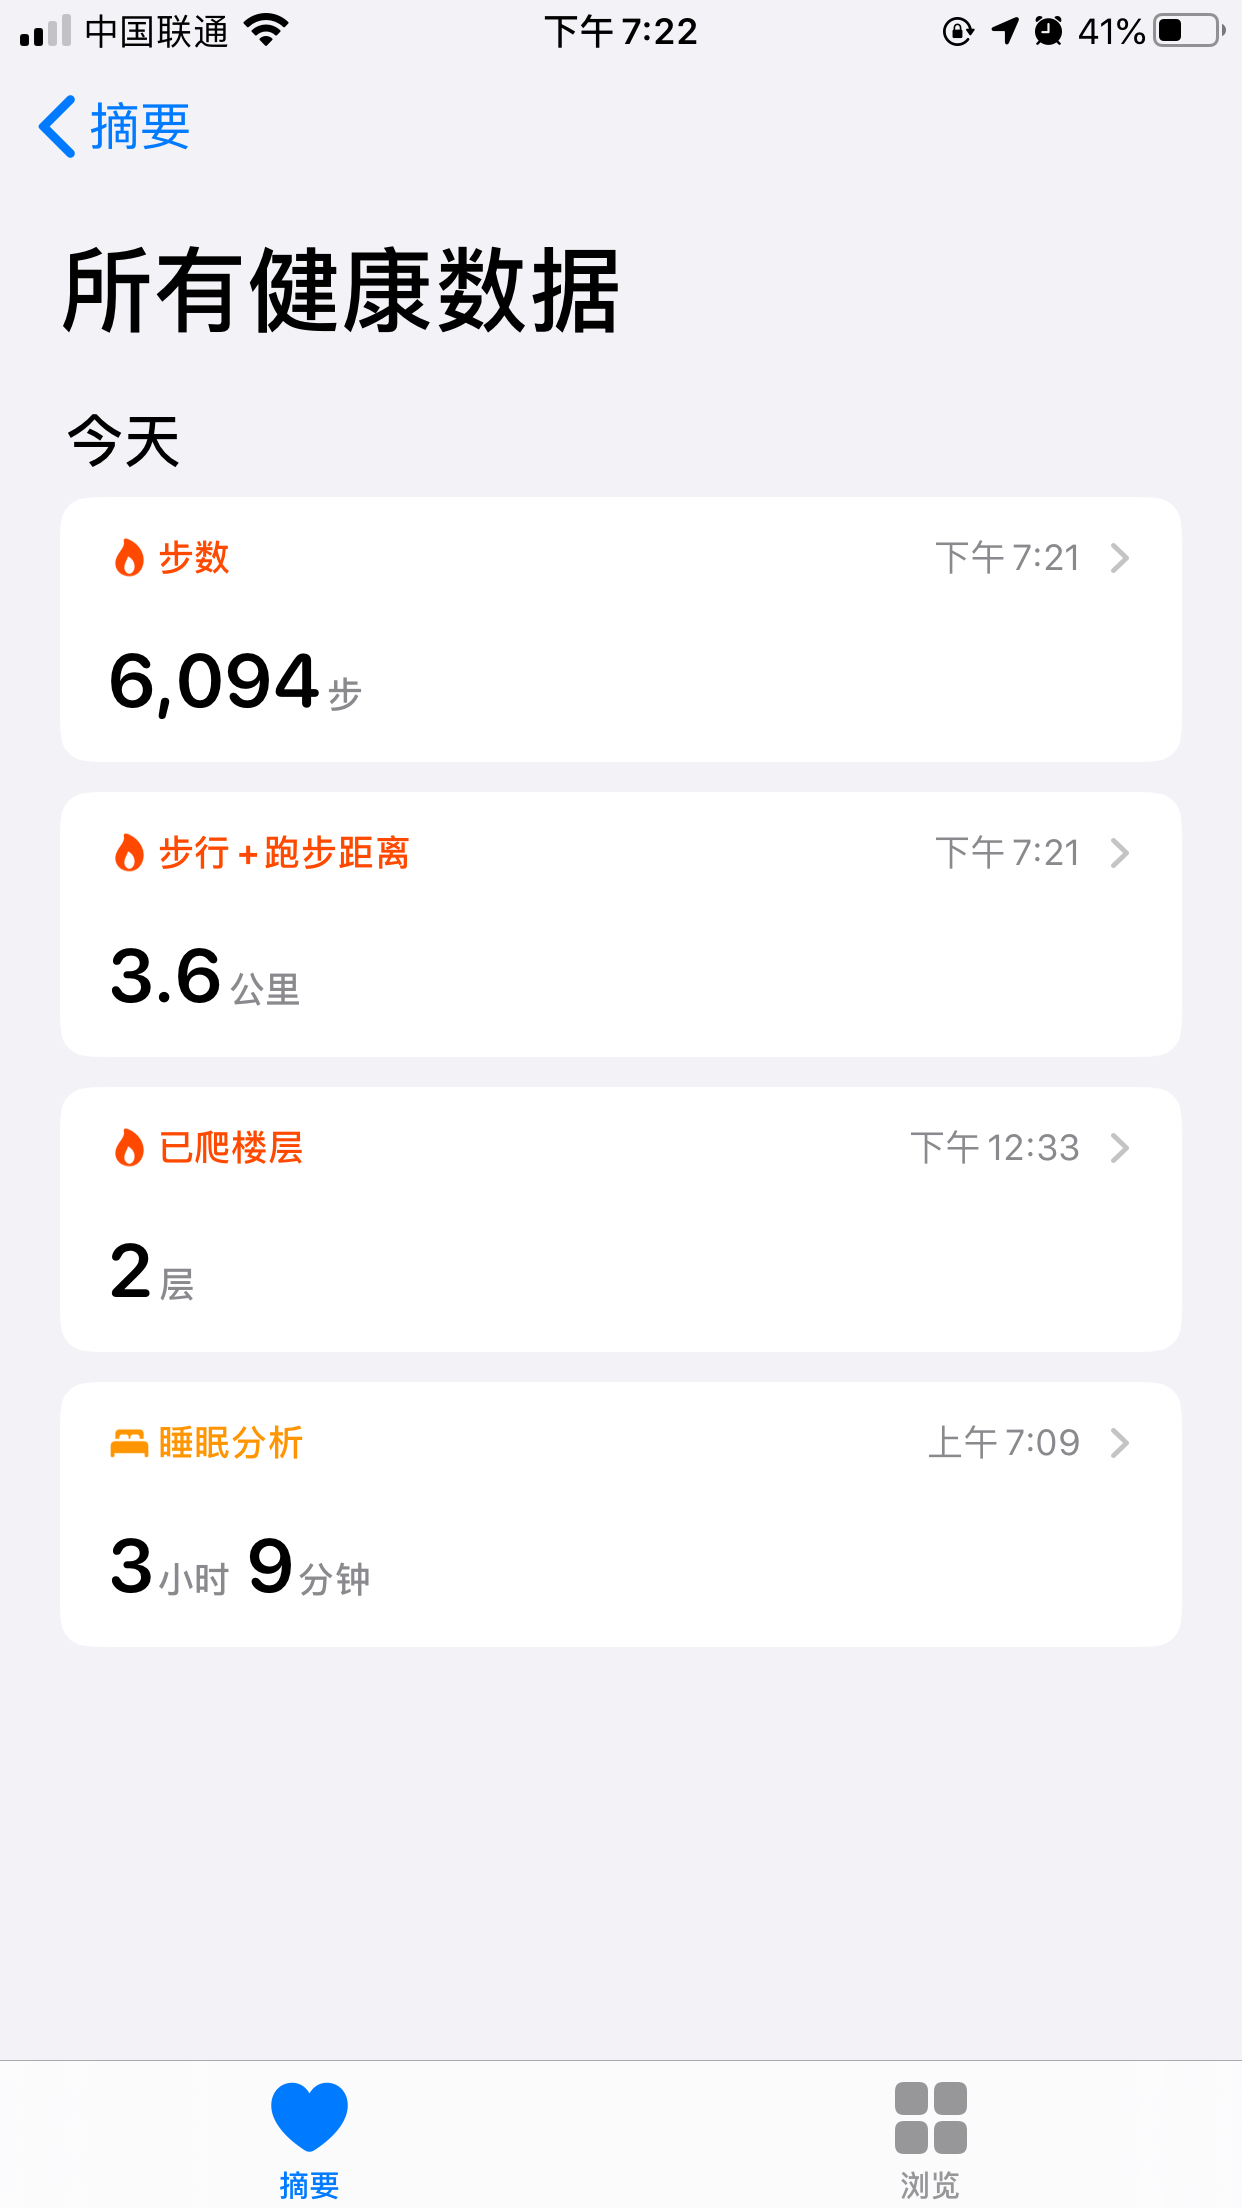 中国联通 下午 7:22 41%
摘要
所有健康数据
今天
步数 下午 7:21
6,094 步
步行 + 跑步距离 下午 7:21
3.6 公里
已爬楼层 下午 12:33
2 层
睡眠分析 上午 7:09
3 小时 9 分钟
摘要 浏览